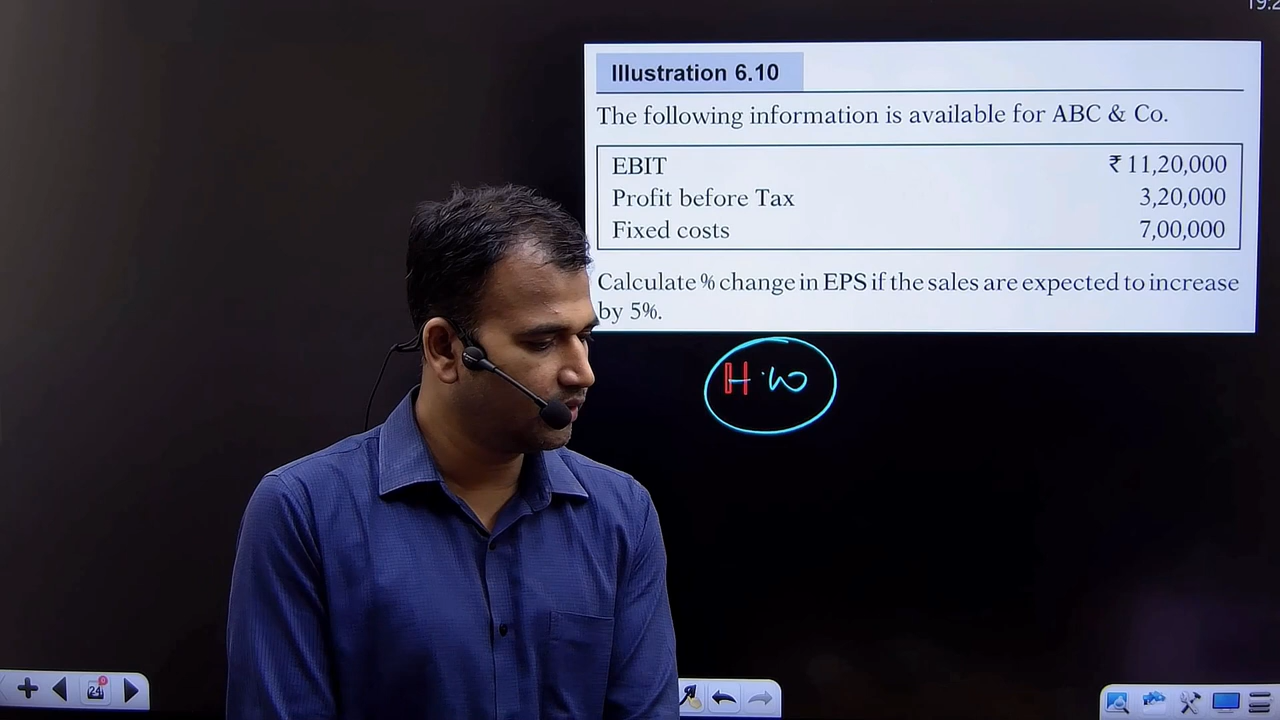 Illustration 6.10
The following information is available for ABC & Co.
EBIT ₹ 11,20,000
Profit before Tax 3,20,000
Fixed costs 7,00,000
Calculate % change in EPS if the sales are expected to increase
by 5%.
H.W
24